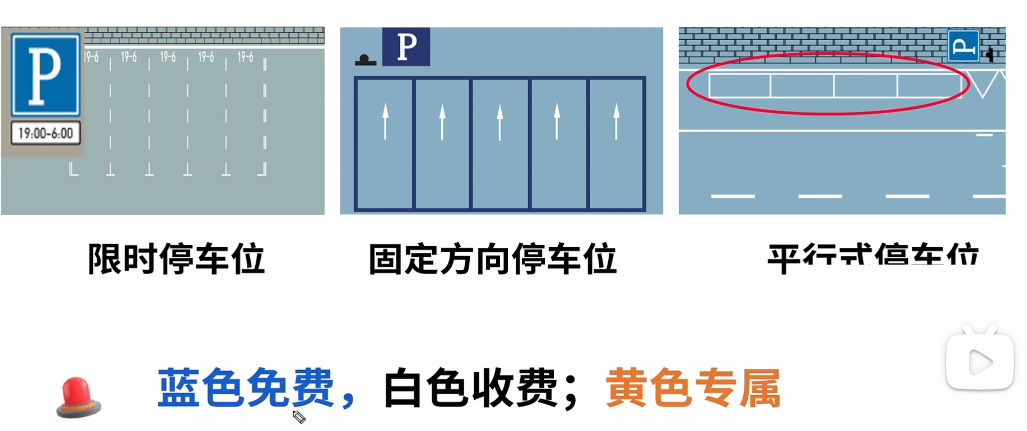 P
19:00-6:00
19-6 19-6 19-6 19-6 19-6
P
P
限时停车位
固定方向停车位
平行式停车位
蓝色免费，白色收费；黄色专属